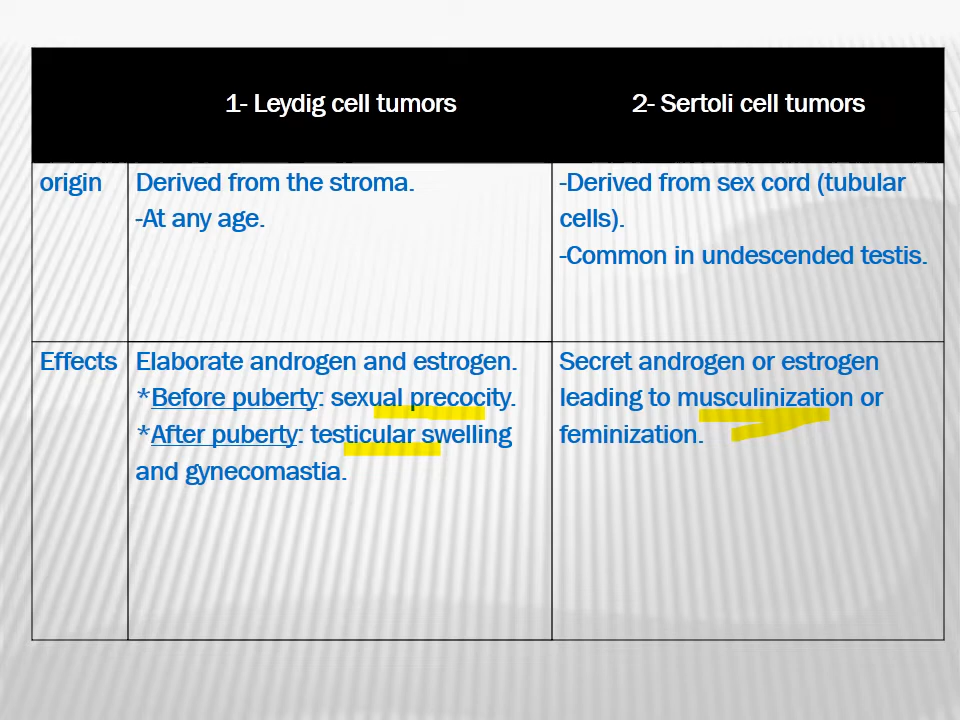 1- Leydig cell tumors
2- Sertoli cell tumors
origin
Derived from the stroma.
-At any age.
-Derived from sex cord (tubular
cells).
-Common in undescended testis.
Effects
Elaborate androgen and estrogen.
*Before puberty: sexual precocity.
*After puberty: testicular swelling
and gynecomastia.
Secret androgen or estrogen
leading to musculinization or
feminization.